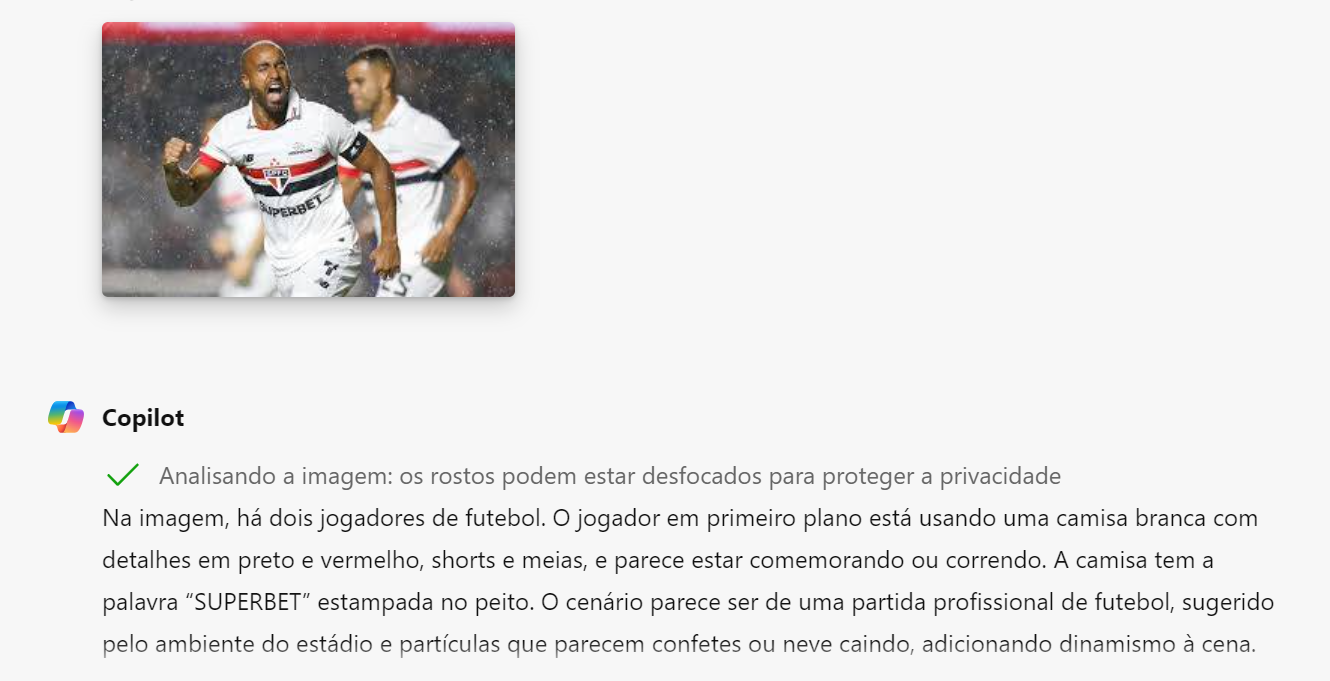 SPFC
SUPERBET
Copilot
Analisando a imagem: os rostos podem estar desfocados para proteger a privacidade
Na imagem, há dois jogadores de futebol. O jogador em primeiro plano está usando uma camisa branca com
detalhes em preto e vermelho, shorts e meias, e parece estar comemorando ou correndo. A camisa tem a
palavra “SUPERBET” estampada no peito. O cenário parece ser de uma partida profissional de futebol, sugerido
pelo ambiente do estádio e partículas que parecem confetes ou neve caindo, adicionando dinamismo à cena.